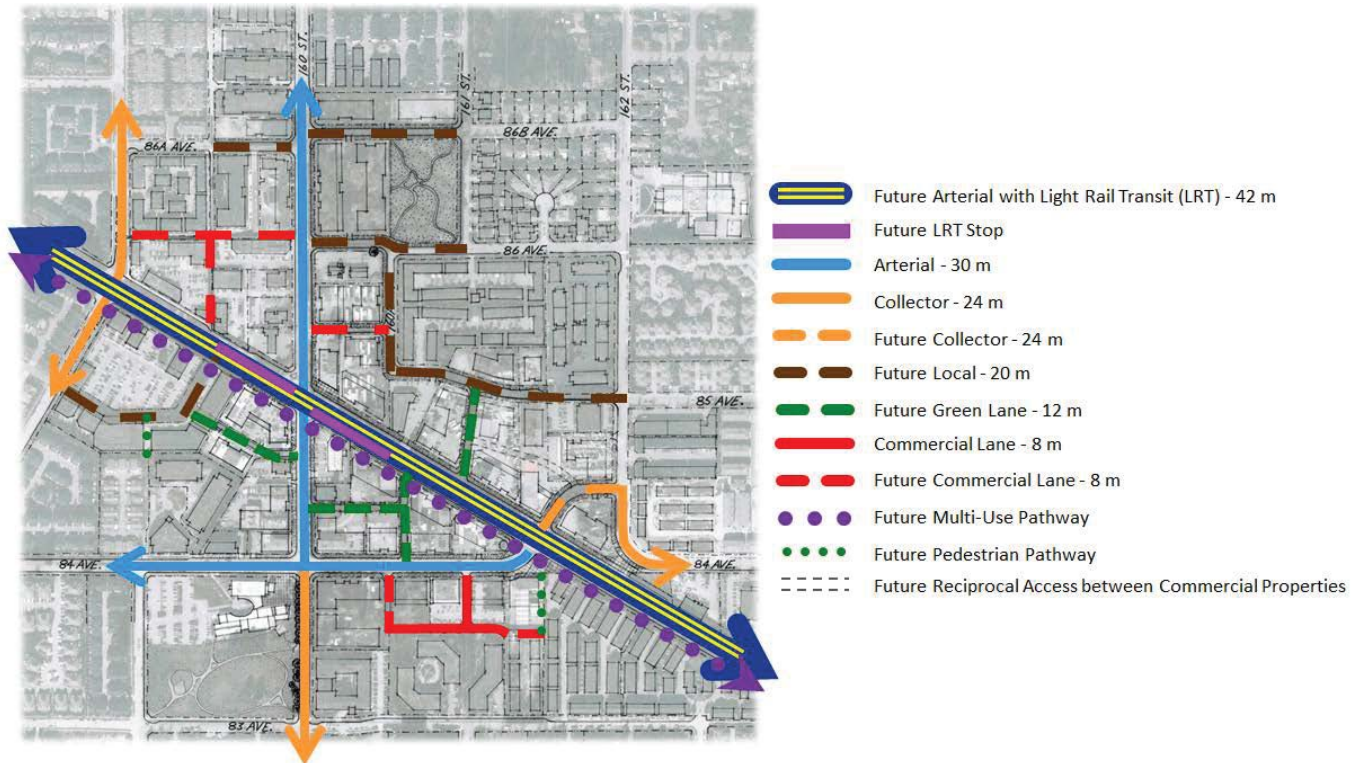 160 ST.
161 ST.
162 ST.
86A AVE.
86B AVE.
86 AVE.
85 AVE.
84 AVE.
84 AVE.
83 AVE.
Future Arterial with Light Rail Transit (LRT) - 42 m
Future LRT Stop
Arterial - 30 m
Collector - 24 m
Future Collector - 24 m
Future Local - 20 m
Future Green Lane - 12 m
Commercial Lane - 8 m
Future Commercial Lane - 8 m
Future Multi-Use Pathway
Future Pedestrian Pathway
Future Reciprocal Access between Commercial Properties